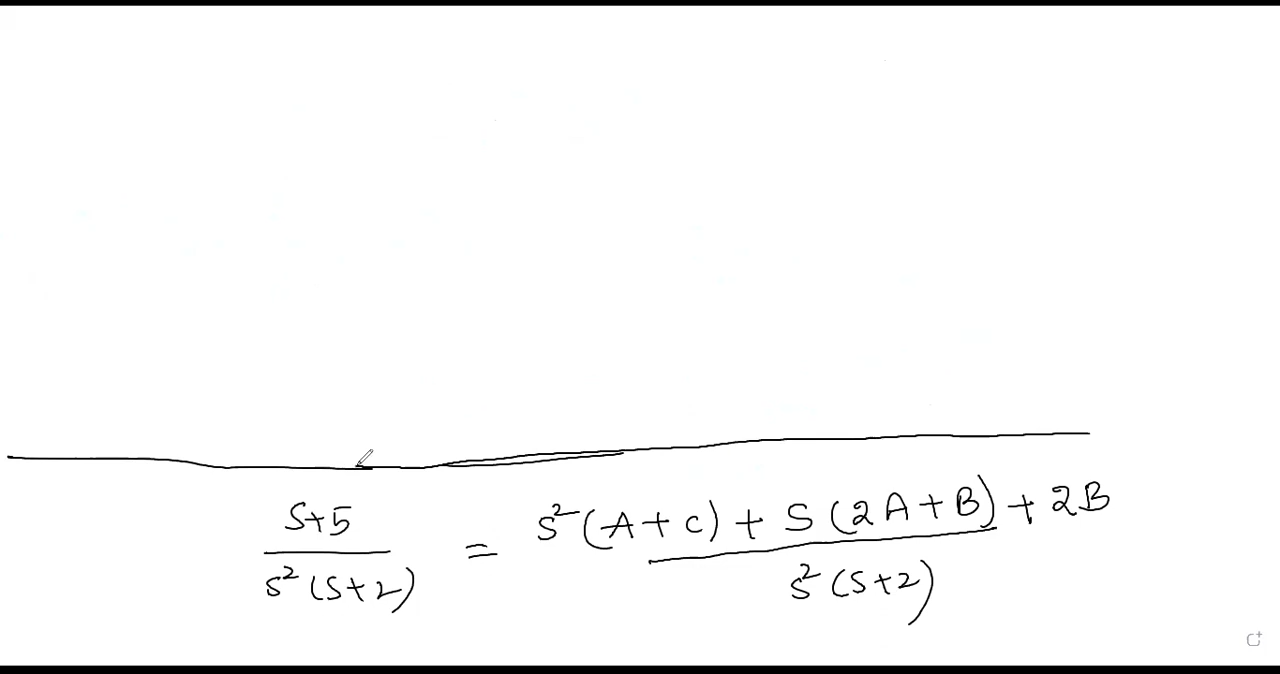 S+5 / s²(s+2) = s²(A+c) + s(2A+B) + 2B / s²(s+2)